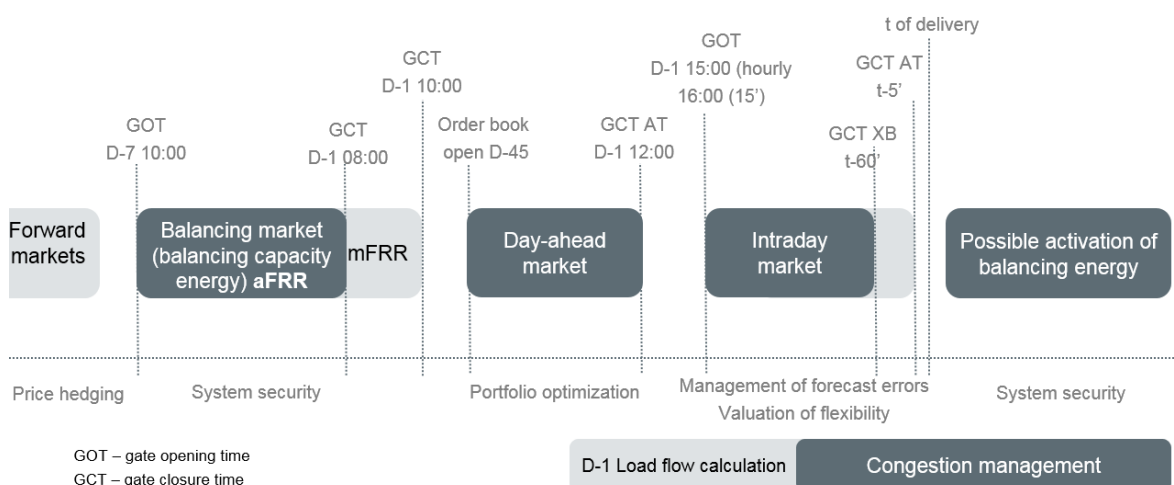 t of delivery
GOT
D-1 15:00 (hourly
16:00 (15’)
GCT
D-1 10:00
GCT AT
t-5’
GOT
D-7 10:00
GCT
D-1 08:00
Order book
open D-45
GCT AT
D-1 12:00
GCT XB
t-60’
Forward
markets
Balancing market
(balancing capacity
energy) aFRR
mFRR
Day-ahead
market
Intraday
market
Possible activation of
balancing energy
Price hedging
System security
Portfolio optimization
Management of forecast errors
Valuation of flexibility
System security
GOT – gate opening time
GCT – gate closure time
D-1 Load flow calculation
Congestion management